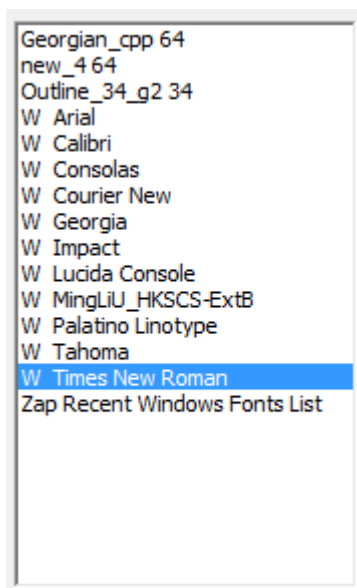 Georgian_cpp 64
new_4 64
Outline_34_g2 34
W Arial
W Calibri
W Consolas
W Courier New
W Georgia
W Impact
W Lucida Console
W MingLiU_HKSCS-ExtB
W Palatino Linotype
W Tahoma
W Times New Roman
Zap Recent Windows Fonts List